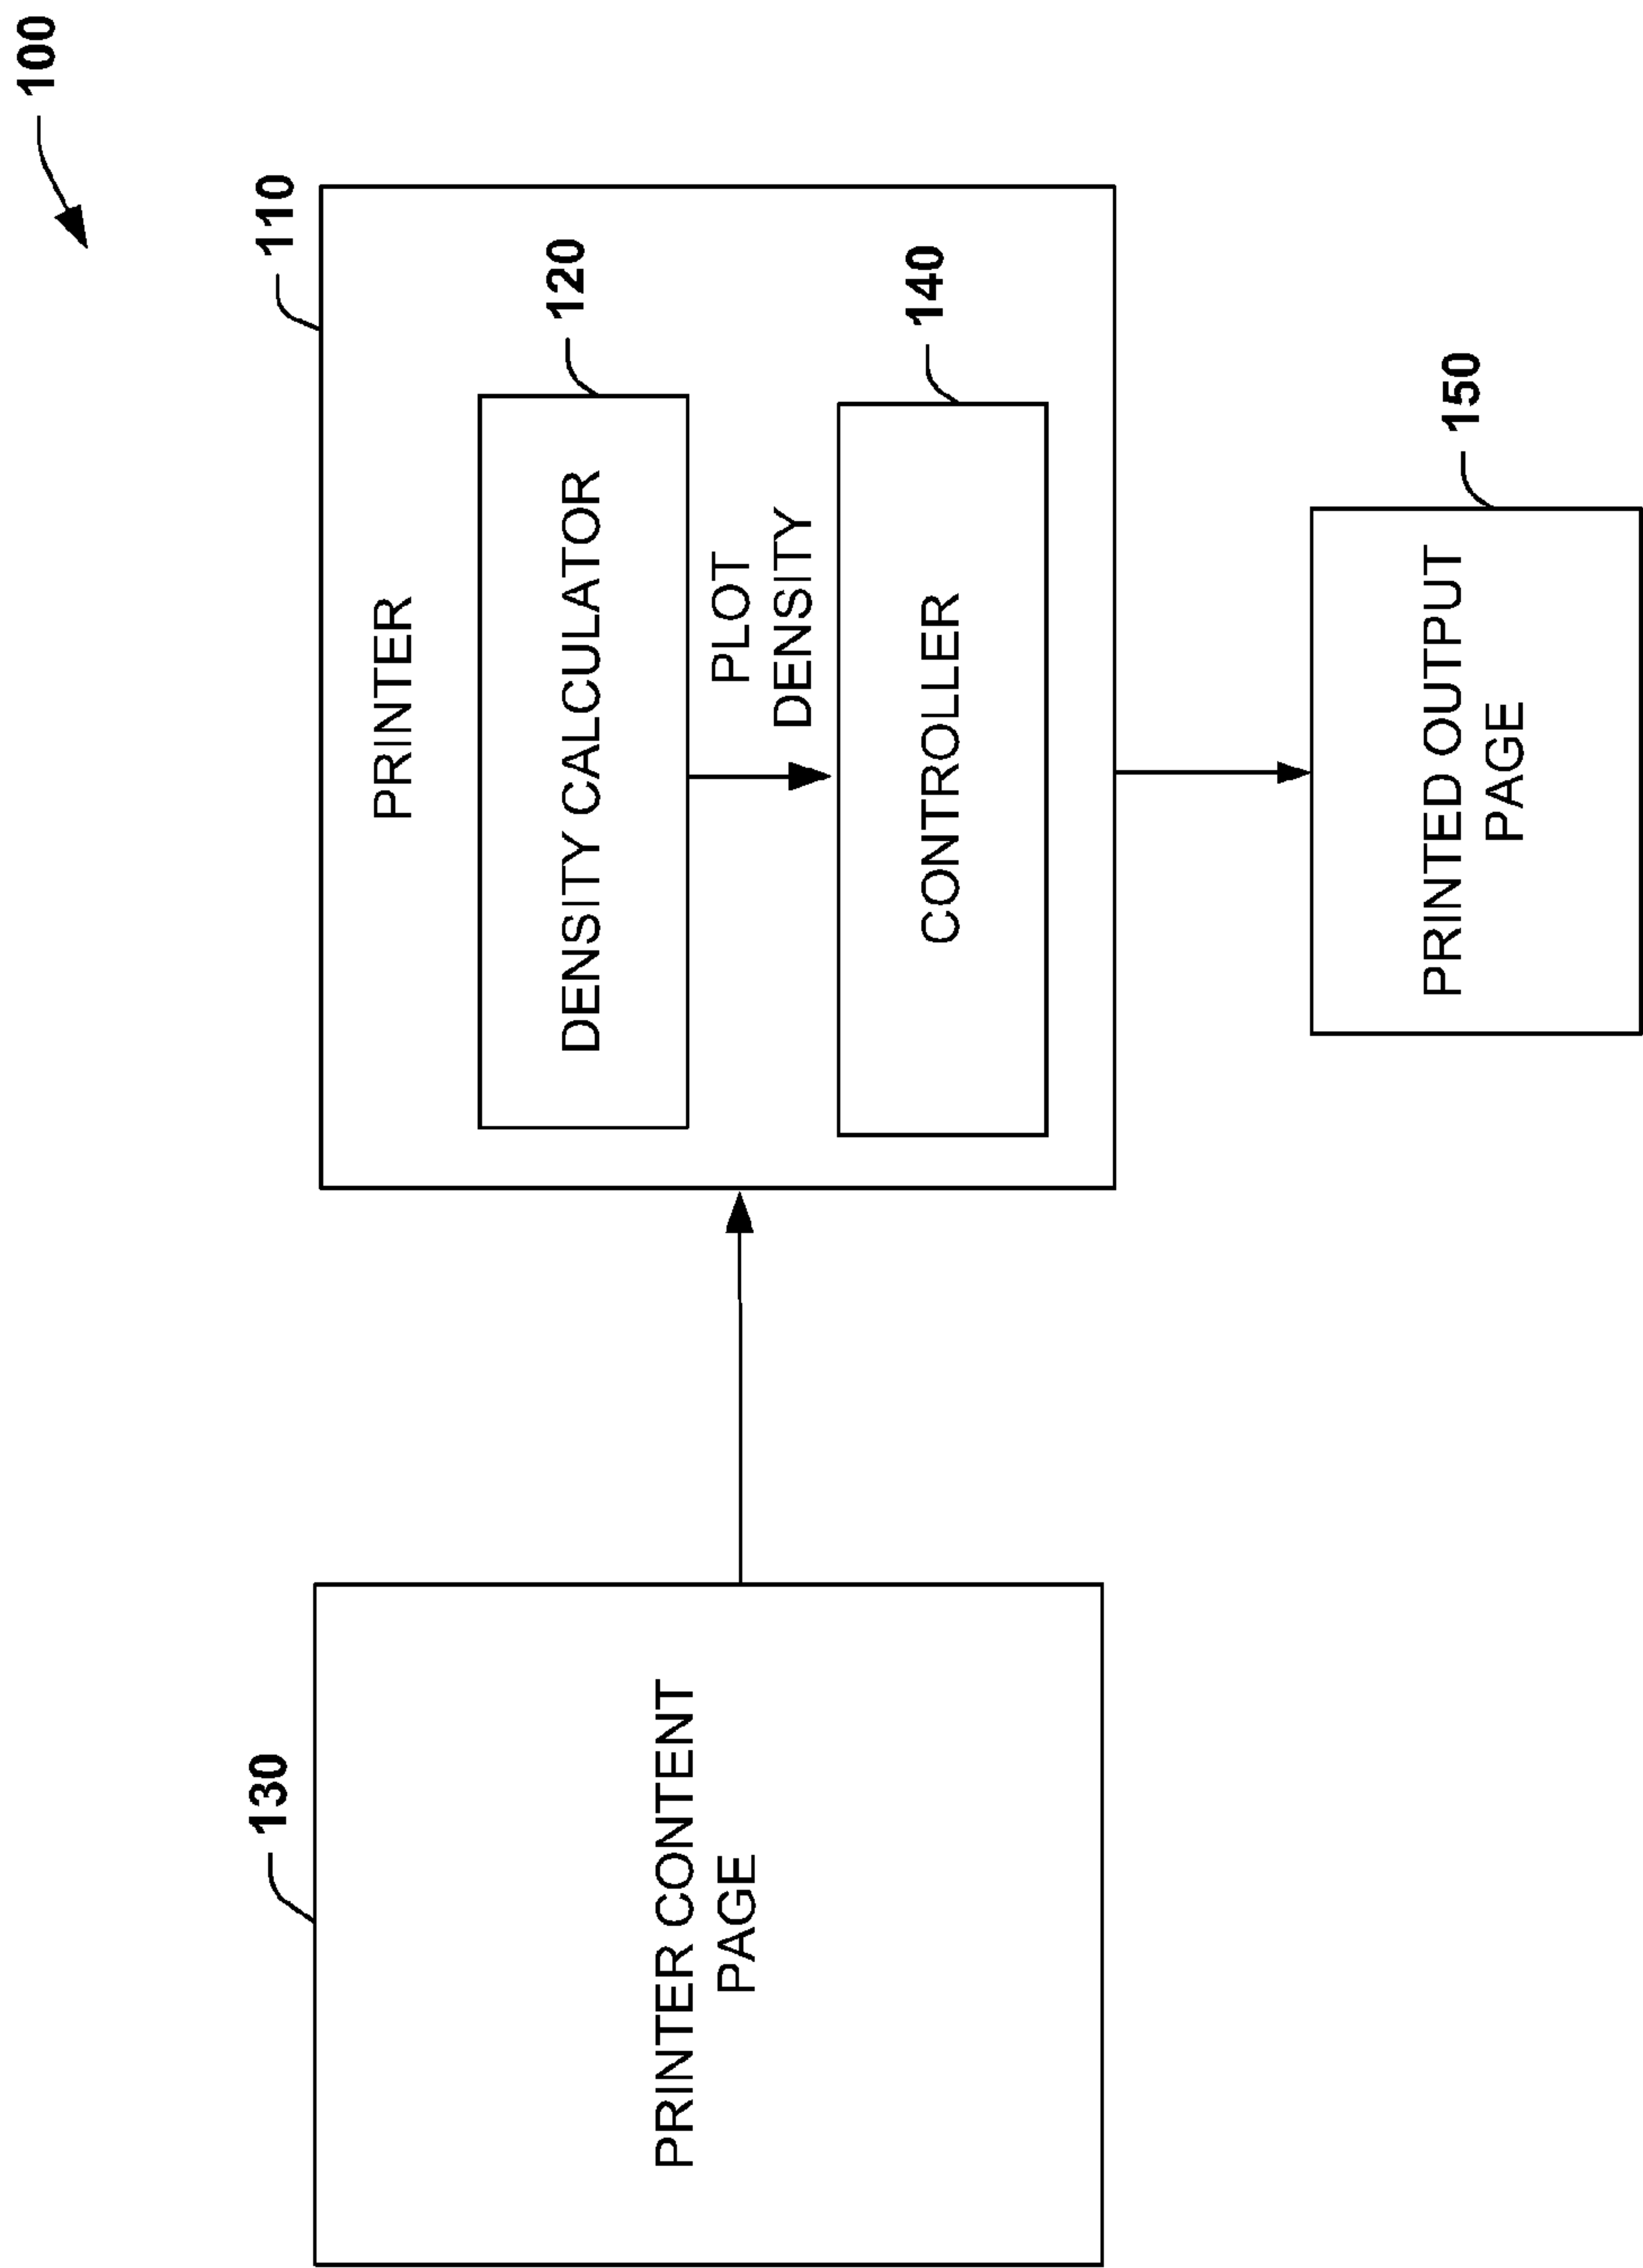 100
110
PRINTER
120
DENSITY CALCULATOR
PLOT
DENSITY
140
CONTROLLER
130
PRINTER CONTENT
PAGE
150
PRINTED OUTPUT
PAGE